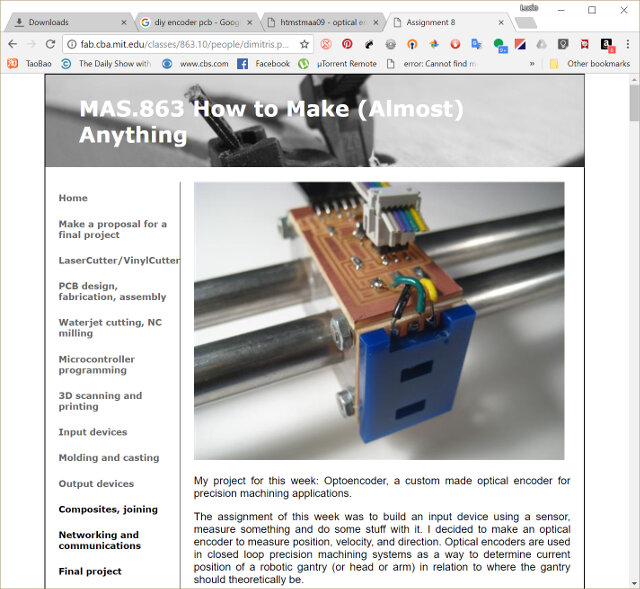 Lucio
Downloads
diy encoder pcb - Goog
htmstmaa09 - optical e
Assignment 8
fab.cba.mit.edu/classes/863.10/people/dimitris.p...
TaoBao
The Daily Show with
www.cbs.com
Facebook
µTorrent Remote
error: Cannot find m
»
Other bookmarks
MAS.863 How to Make (Almost)
Anything
Home
Make a proposal for a
final project
LaserCutter/VinylCutter
PCB design,
fabrication, assembly
Waterjet cutting, NC
milling
Microcontroller
programming
3D scanning and
printing
Input devices
Molding and casting
Output devices
Composites, joining
Networking and
communications
Final project
My project for this week: Optoencoder, a custom made optical encoder for
precision machining applications.
The assignment of this week was to build an input device using a sensor,
measure something and do some stuff with it. I decided to make an optical
encoder to measure position, velocity, and direction. Optical encoders are used
in closed loop precision machining systems as a way to determine current
position of a robotic gantry (or head or arm) in relation to where the gantry
should theoretically be.